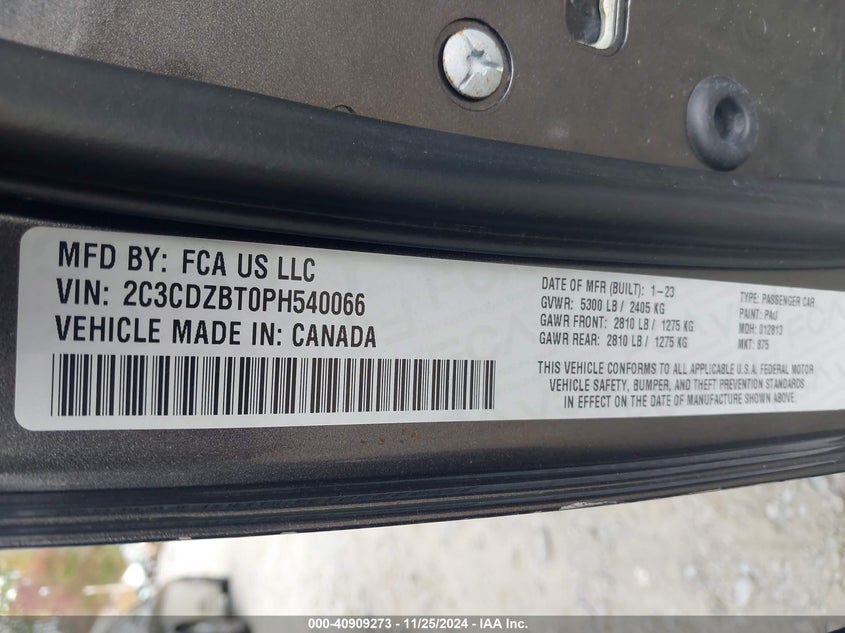 MFD BY: FCA US LLC
VIN: 2C3CDZBT0PH540066
VEHICLE MADE IN: CANADA
DATE OF MFR (BUILT): 1-23
GVWR: 5300 LB / 2405 KG
GAWR FRONT: 2810 LB / 1275 KG
GAWR REAR: 2810 LB / 1275 KG
TYPE: PASSENGER CAR
PAINT: PAU
MDH: 012813
MKT: 875
THIS VEHICLE CONFORMS TO ALL APPLICABLE U.S.A. FEDERAL MOTOR
VEHICLE SAFETY, BUMPER, AND THEFT PREVENTION STANDARDS
IN EFFECT ON THE DATE OF MANUFACTURE SHOWN ABOVE.
000-40909273 - 11/25/2024 - IAA Inc.